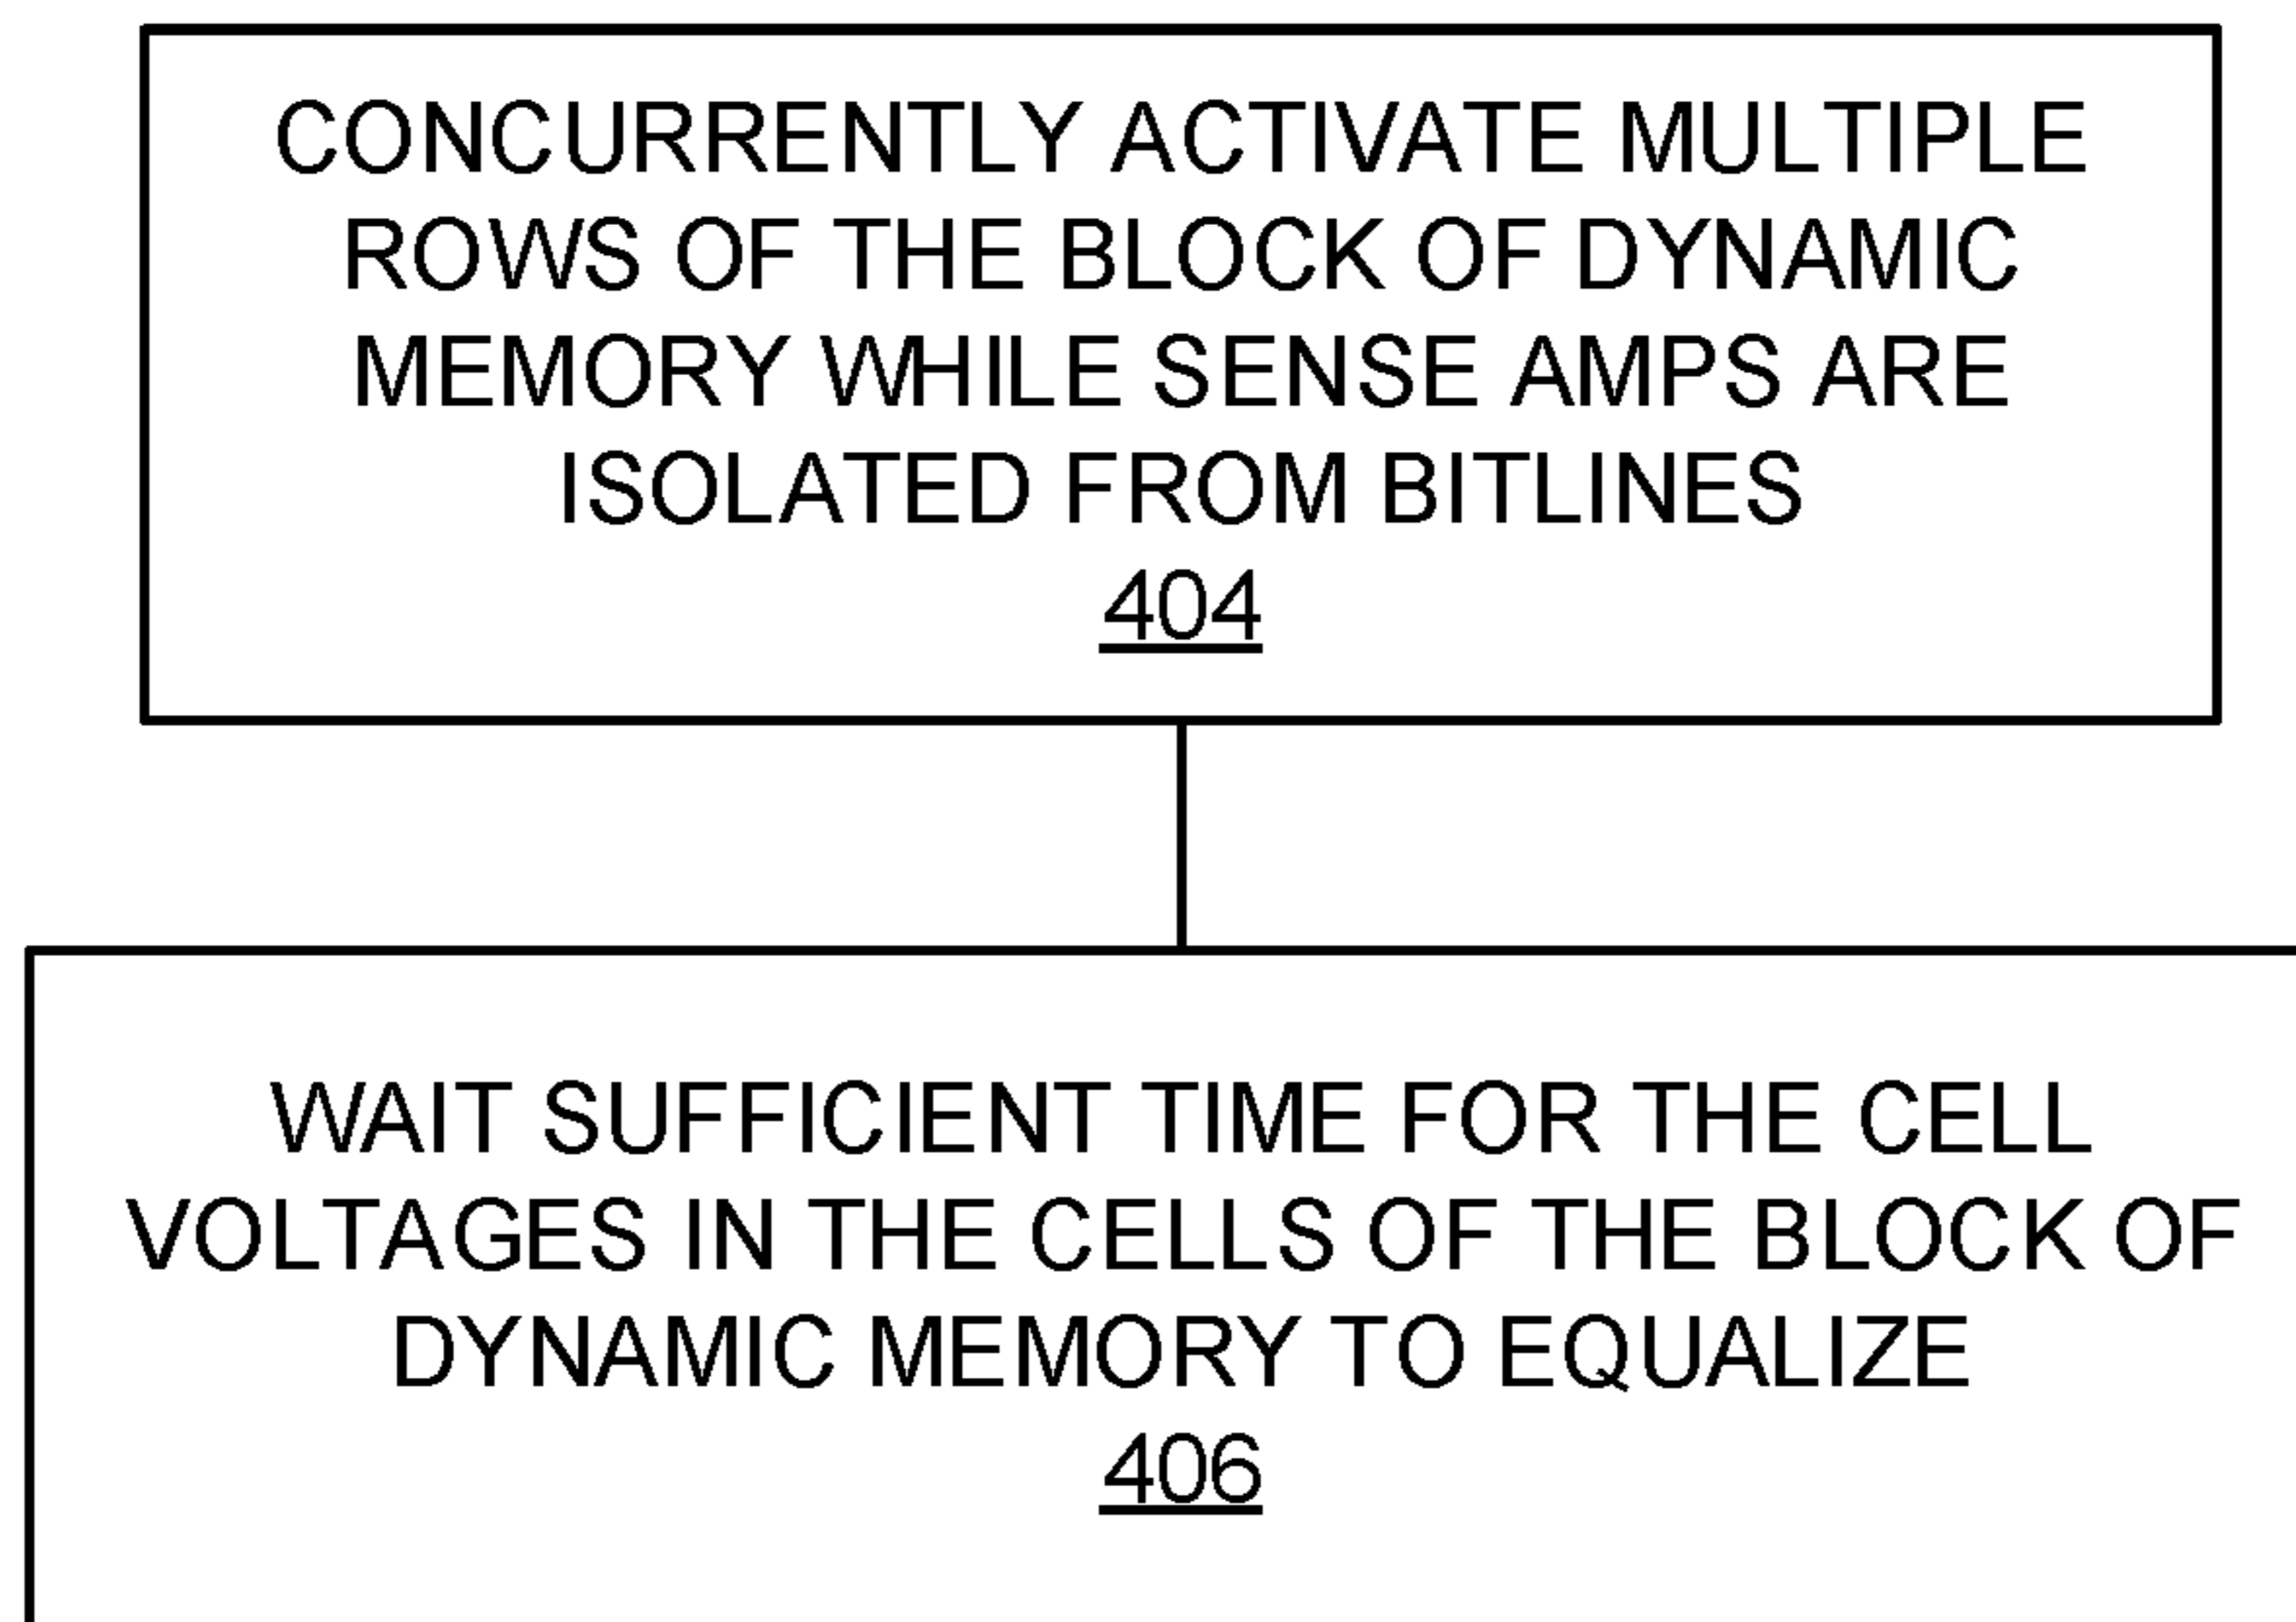 CONCURRENTLY ACTIVATE MULTIPLE
ROWS OF THE BLOCK OF DYNAMIC
MEMORY WHILE SENSE AMPS ARE
ISOLATED FROM BITLINES
404
WAIT SUFFICIENT TIME FOR THE CELL
VOLTAGES IN THE CELLS OF THE BLOCK OF
DYNAMIC MEMORY TO EQUALIZE
406